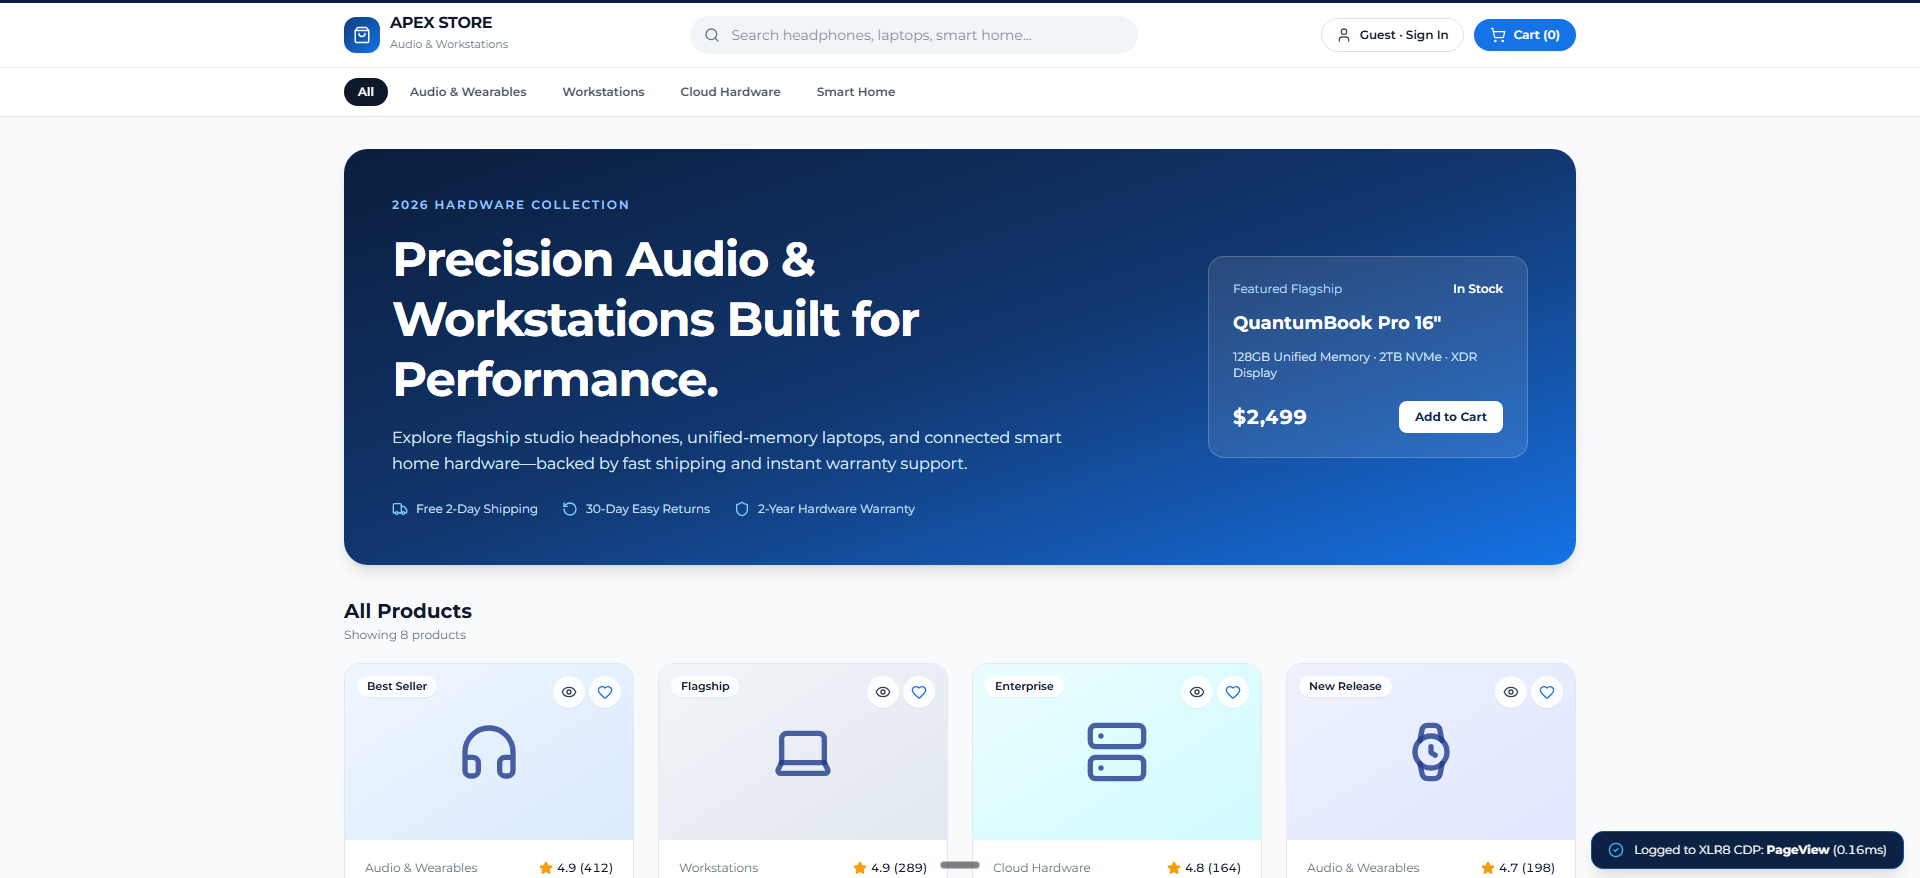 APEX STORE
Audio & Workstations
Search headphones, laptops, smart home...
Guest · Sign In
Cart (0)
All
Audio & Wearables
Workstations
Cloud Hardware
Smart Home
2026 HARDWARE COLLECTION
Precision Audio &
Workstations Built for
Performance.
Explore flagship studio headphones, unified-memory laptops, and connected smart
home hardware—backed by fast shipping and instant warranty support.
Free 2-Day Shipping
30-Day Easy Returns
2-Year Hardware Warranty
Featured Flagship
In Stock
QuantumBook Pro 16"
128GB Unified Memory · 2TB NVMe · XDR
Display
$2,499
Add to Cart
All Products
Showing 8 products
Best Seller
Flagship
Enterprise
New Release
Audio & Wearables
4.9 (412)
Workstations
4.9 (289)
Cloud Hardware
4.8 (164)
Audio & Wearables
4.7 (198)
Logged to XLR8 CDP: PageView (0.16ms)